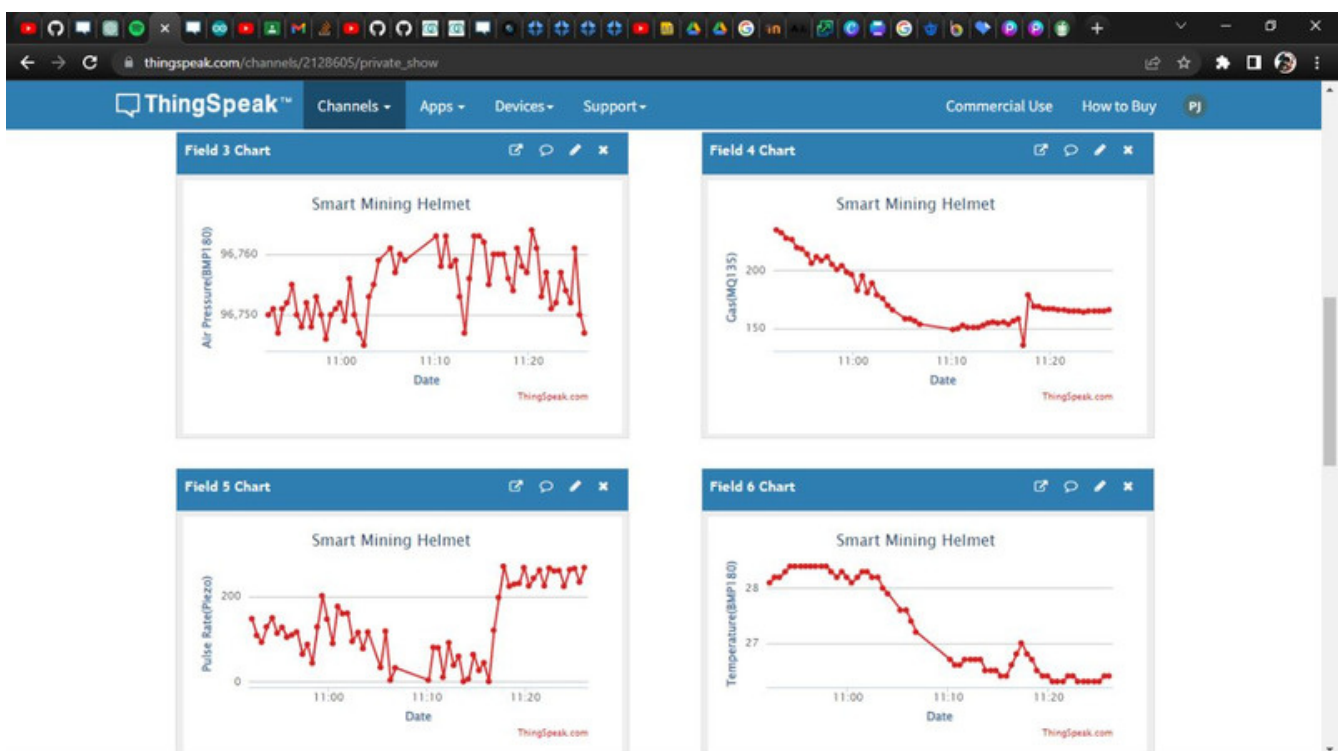 thingspeak.com/channels/2128605/private_show
ThingSpeak™ Channels Apps Devices Support Commercial Use How to Buy PJ
Field 3 Chart
Smart Mining Helmet
Air Pressure(BMP180)
96,760
96,750
11:00 11:10 11:20
Date
ThingSpeak.com
Field 4 Chart
Smart Mining Helmet
Gas(MQ135)
200
150
11:00 11:10 11:20
Date
ThingSpeak.com
Field 5 Chart
Smart Mining Helmet
Pulse Rate(Piezo)
200
0
11:00 11:10 11:20
Date
ThingSpeak.com
Field 6 Chart
Smart Mining Helmet
Temperature(BMP180)
28
27
11:00 11:10 11:20
Date
ThingSpeak.com